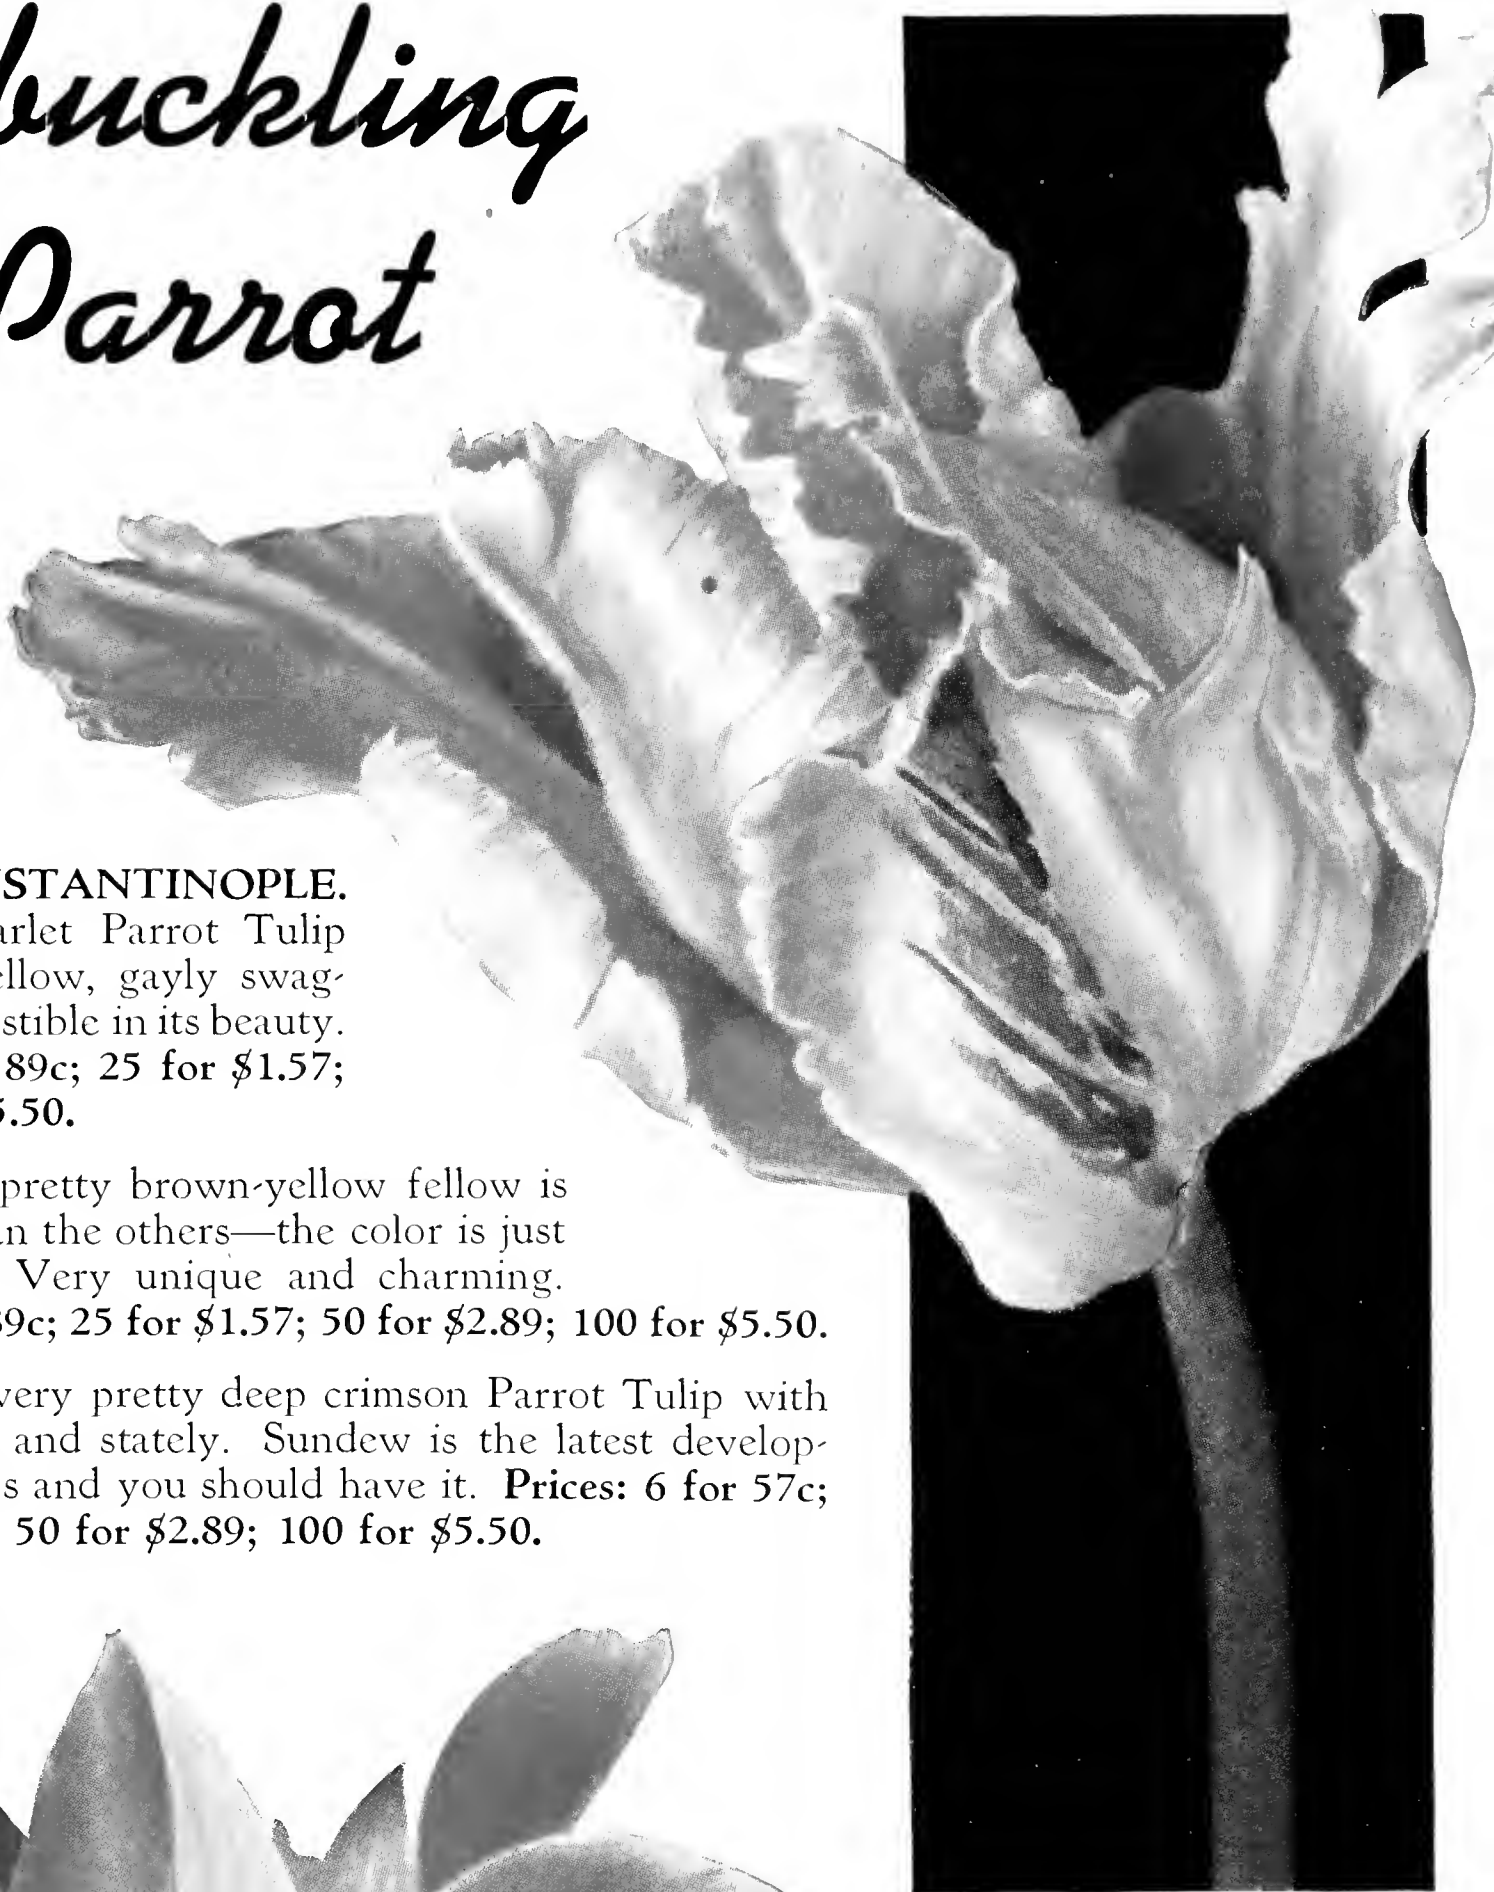 buckling
Parrot
STANTINOPLE.
arlet Parrot Tulip
ellow, gayly swag-
stible in its beauty.
89c; 25 for $1.57;
5.50.
pretty brown-yellow fellow is
n the others—the color is just
Very unique and charming.
9c; 25 for $1.57; 50 for $2.89; 100 for $5.50.
very pretty deep crimson Parrot Tulip with
and stately. Sundew is the latest develop-
s and you should have it. Prices: 6 for 57c;
50 for $2.89; 100 for $5.50.